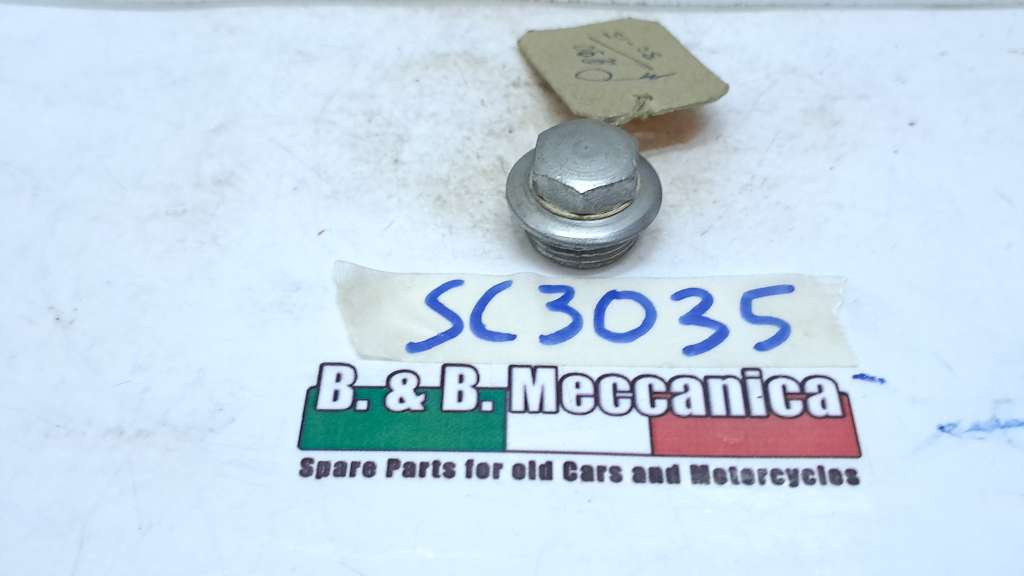 SC3035
B. & B. Meccanica
Spare Parts for old Cars and Motorcycles